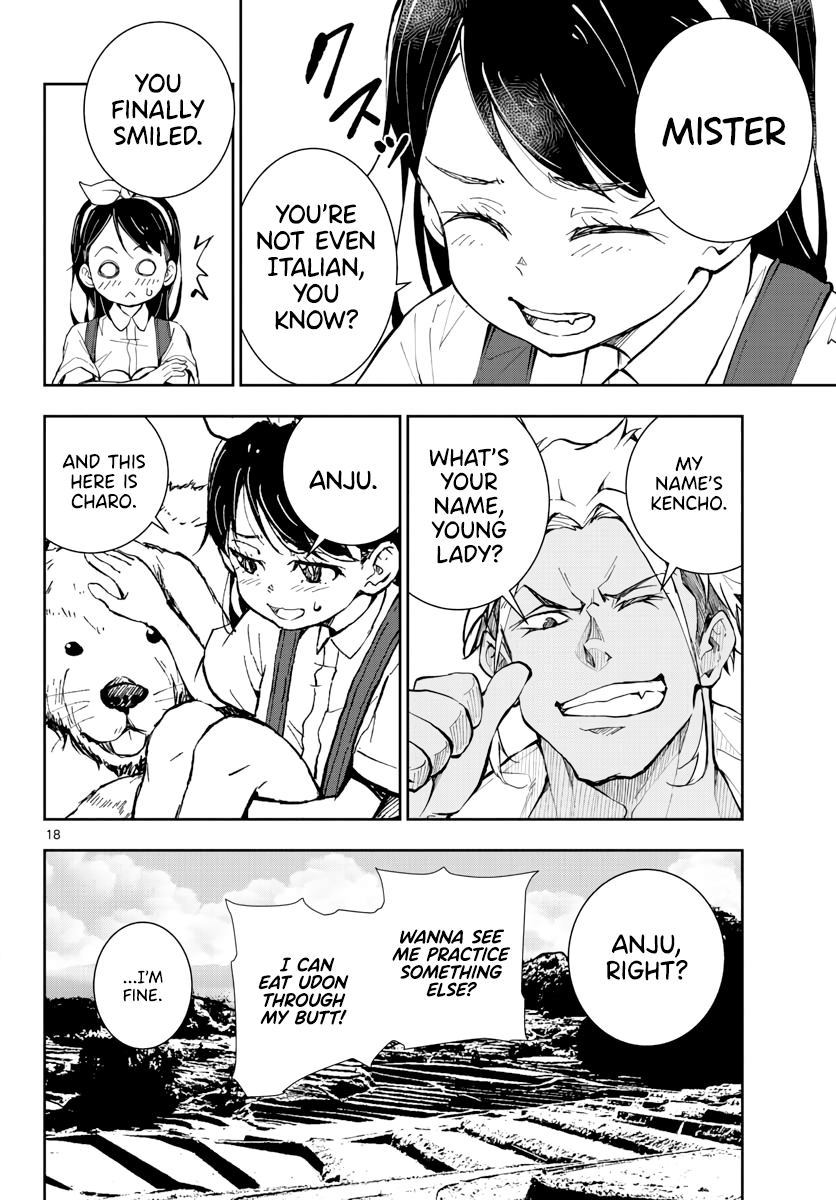 MISTER
YOU'RE
NOT EVEN
ITALIAN,
YOU
KNOW?
クスッ
YOU
FINALLY
SMILED.
MY
NAME'S
KENCHO.
WHAT'S
YOUR
NAME,
YOUNG
LADY?
ANJU.
AND THIS
HERE IS
CHARO.
18
ANJU,
RIGHT?
WANNA SEE
ME PRACTICE
SOMETHING
ELSE?
I CAN
EAT UDON
THROUGH
MY BUTT!
...I'M
FINE.